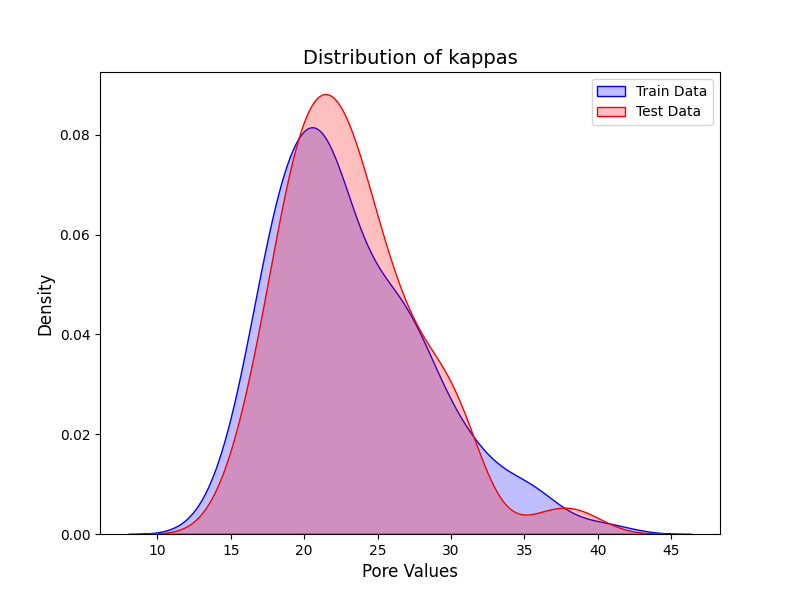 Distribution of kappas
Train Data
Test Data
Density
0.08
0.06
0.04
0.02
0.00
10 15 20 25 30 35 40 45
Pore Values